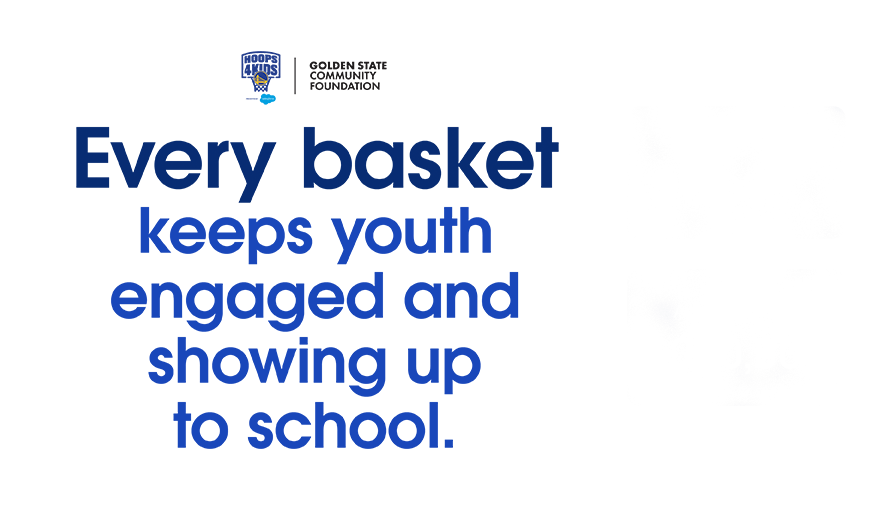 HOOPS
4KIDS
GOLDEN STATE
COMMUNITY
FOUNDATION
Every basket
keeps youth
engaged and
showing up
to school.